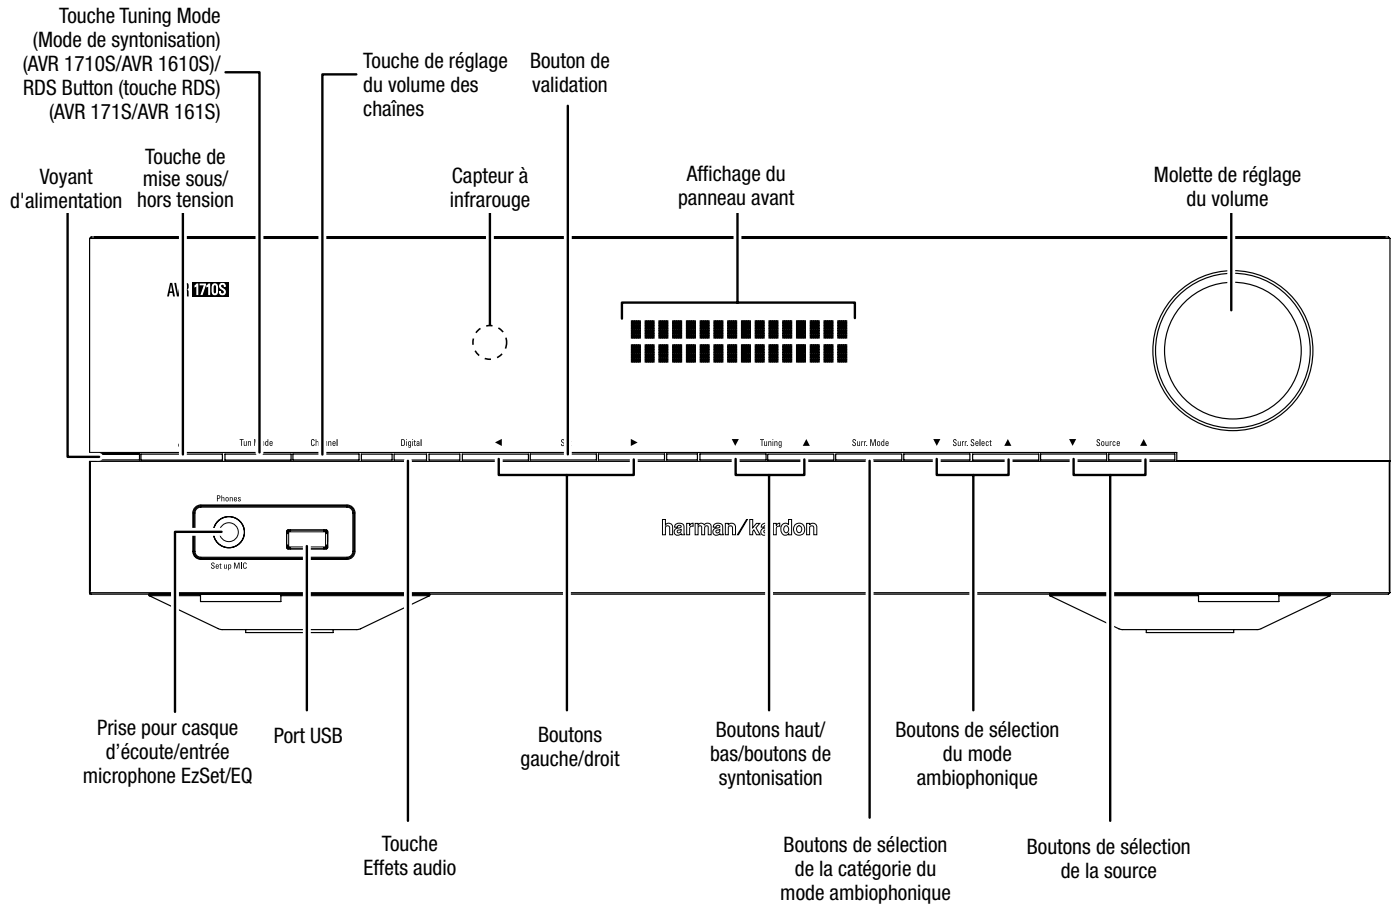 Touche Tuning Mode
(Mode de syntonisation)
(AVR 1710S/AVR 1610S)/
RDS Button (touche RDS)
(AVR 171S/AVR 161S)
Touche de réglage
du volume des
chaînes
Bouton de
validation
Voyant
d'alimentation
Touche de
mise sous/
hors tension
Capteur à
infrarouge
Affichage du
panneau avant
Molette de réglage
du volume
1710S
Digital
Tuning
Surr. Mode
Surr. Select
Source
Phones
Set up MIC
harman/kardon
Prise pour casque
d'écoute/entrée
microphone EzSet/EQ
Port USB
Boutons
gauche/droit
Boutons haut/
bas/boutons de
syntonisation
Boutons de sélection
du mode
ambiophonique
Touche
Effets audio
Boutons de sélection
de la catégorie du
mode ambiophonique
Boutons de sélection
de la source